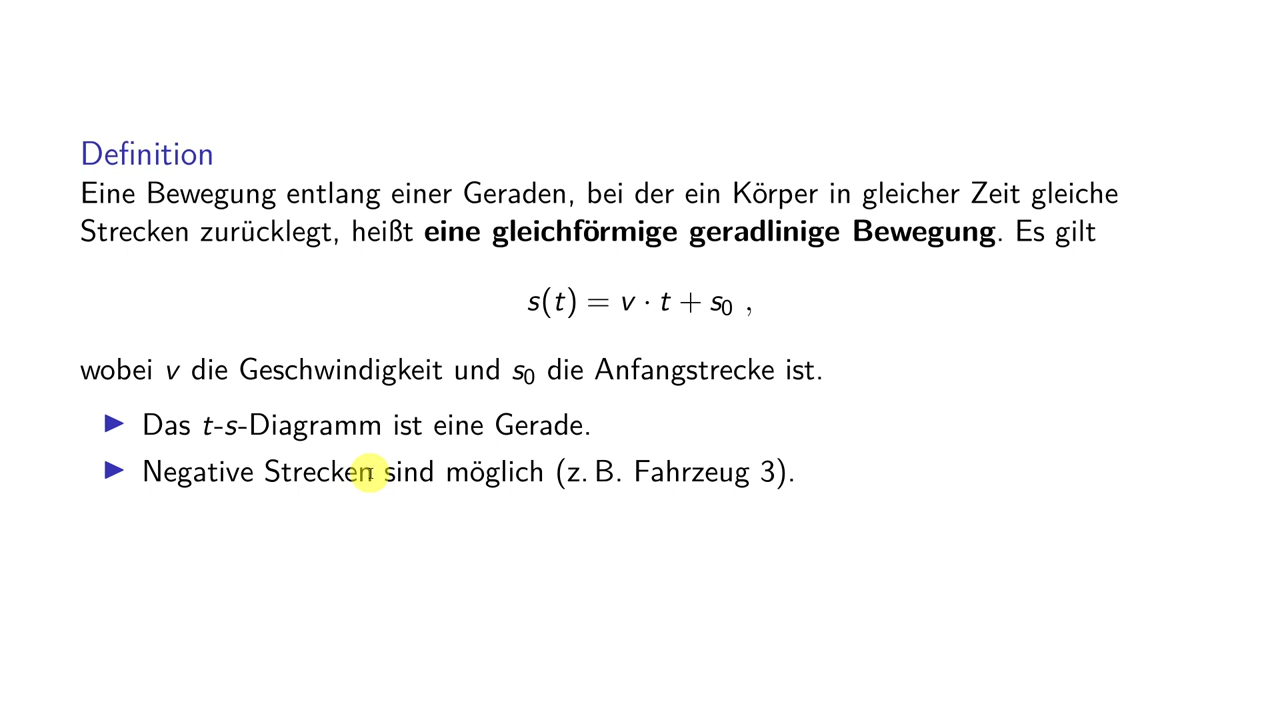 Definition
Eine Bewegung entlang einer Geraden, bei der ein Körper in gleicher Zeit gleiche
Strecken zurücklegt, heißt eine gleichförmige geradlinige Bewegung. Es gilt
s(t) = v · t + s₀ ,
wobei v die Geschwindigkeit und s₀ die Anfangstrecke ist.
▶ Das t-s-Diagramm ist eine Gerade.
▶ Negative Strecken sind möglich (z. B. Fahrzeug 3).